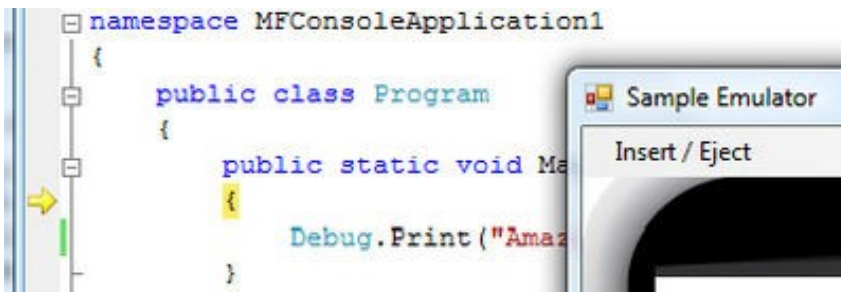 namespace MFConsoleApplication1
{
public class Program
{
public static void Ma
{
Debug.Print("Amaz
}
Sample Emulator
Insert / Eject